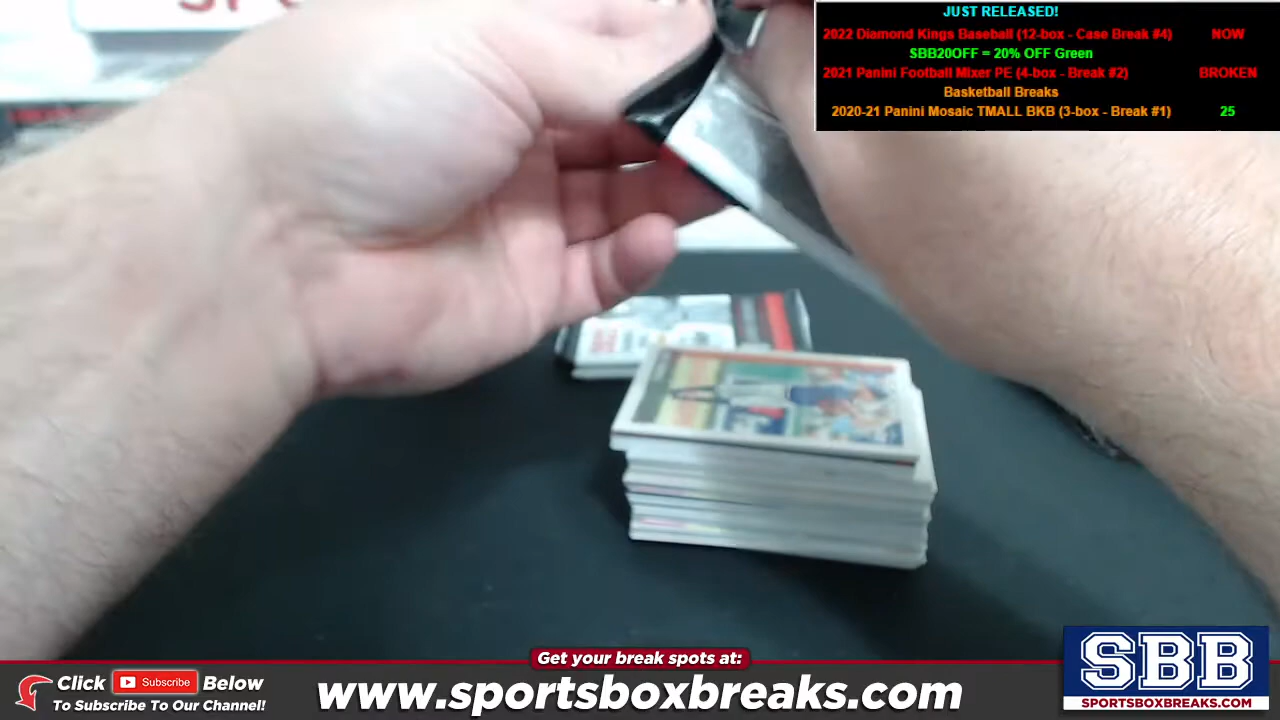 JUST RELEASED!
2022 Diamond Kings Baseball (12-box - Case Break #4) NOW
SBB20OFF = 20% OFF Green
2021 Panini Football Mixer PE (4-box - Break #2) BROKEN
Basketball Breaks
2020-21 Panini Mosaic TMALL BKB (3-box - Break #1) 25
Get your break spots at:
Click Subscribe Below
To Subscribe To Our Channel!
www.sportsboxbreaks.com
SBB
SPORTSBOXBREAKS.COM